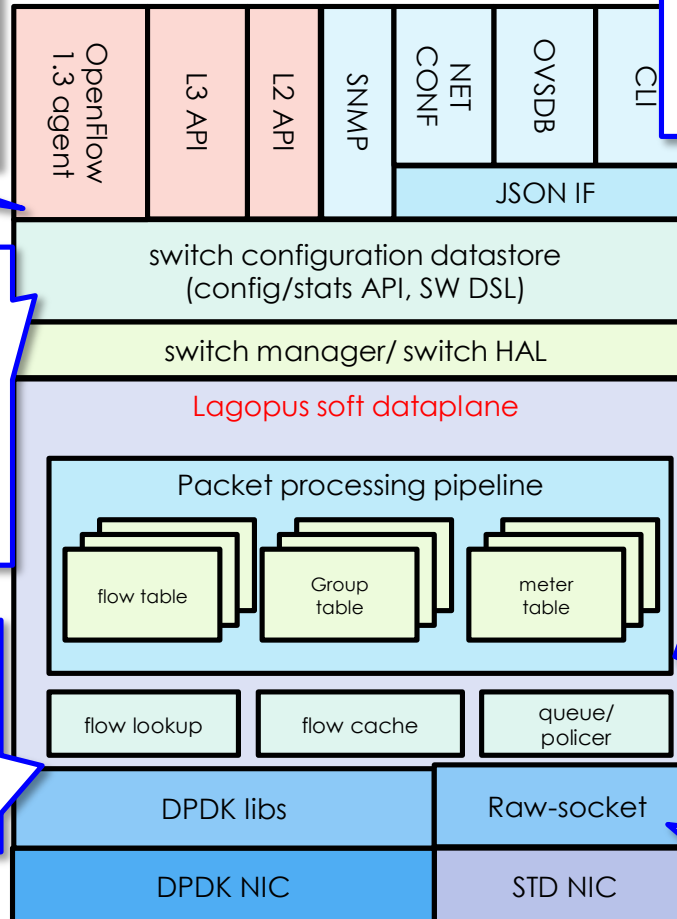 OpenFlow
1.3 agent
L3 API
L2 API
SNMP
NET
CONF
OVSDB
CLI
JSON IF
switch configuration datastore
(config/stats API, SW DSL)
switch manager/ switch HAL
Lagopus soft dataplane
Packet processing pipeline
flow table
Group
table
meter
table
flow lookup
flow cache
queue/
policer
DPDK libs
Raw-socket
DPDK NIC
STD NIC